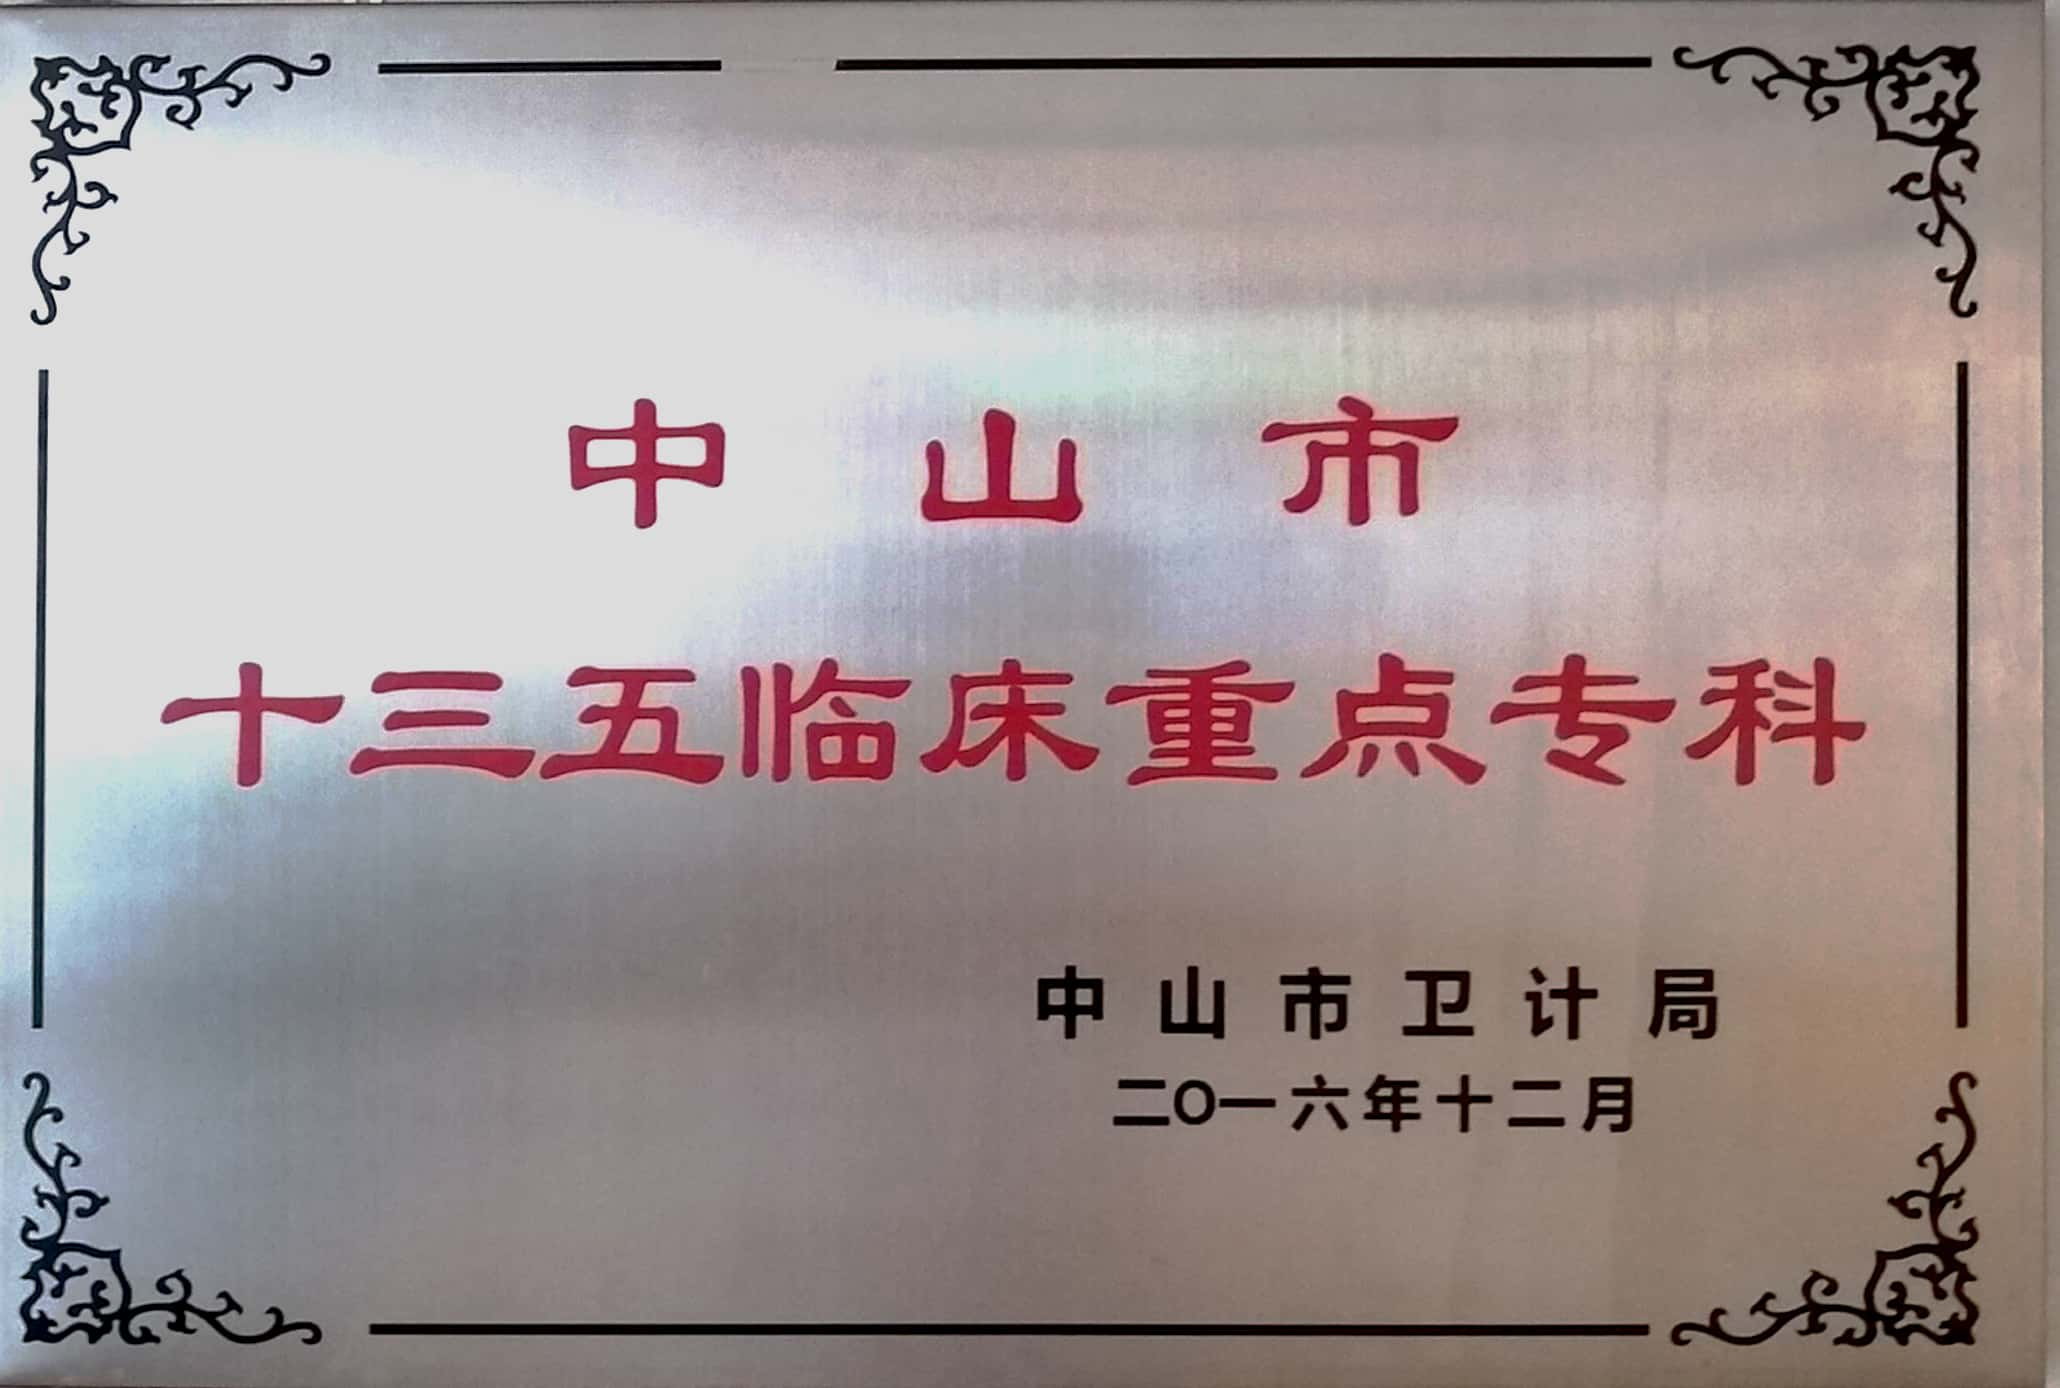 中山市
十三五临床重点专科
中山市卫计局
二〇一六年十二月